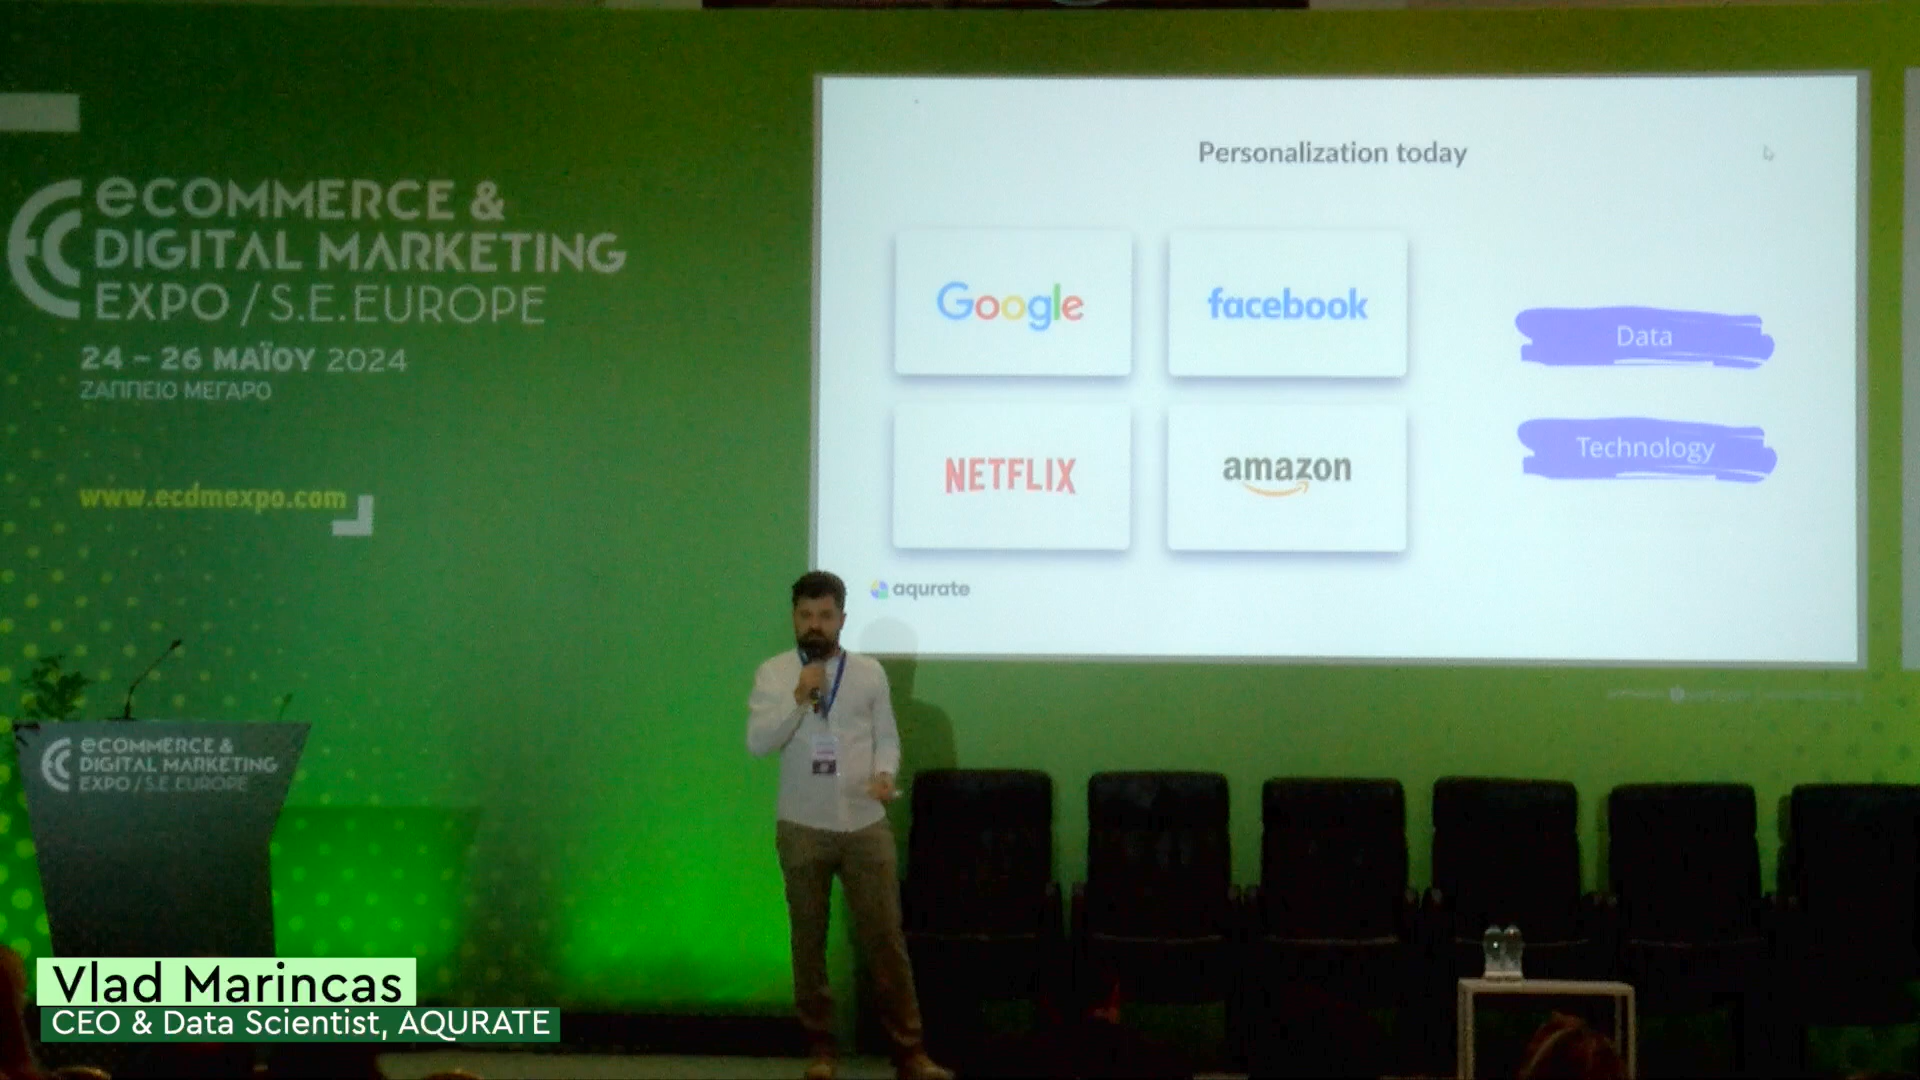 eCOMMERCE &
DIGITAL MARKETING
EXPO / S.E.EUROPE
24 – 26 ΜΑΪΟΥ 2024
ΖΑΠΠΕΙΟ ΜΕΓΑΡΟ
www.ecdmexpo.com
Personalization today
Google
facebook
NETFLIX
amazon
Data
Technology
aqurate
eCOMMERCE &
DIGITAL MARKETING
EXPO / S.E.EUROPE
Vlad Marincas
CEO & Data Scientist, AQURATE